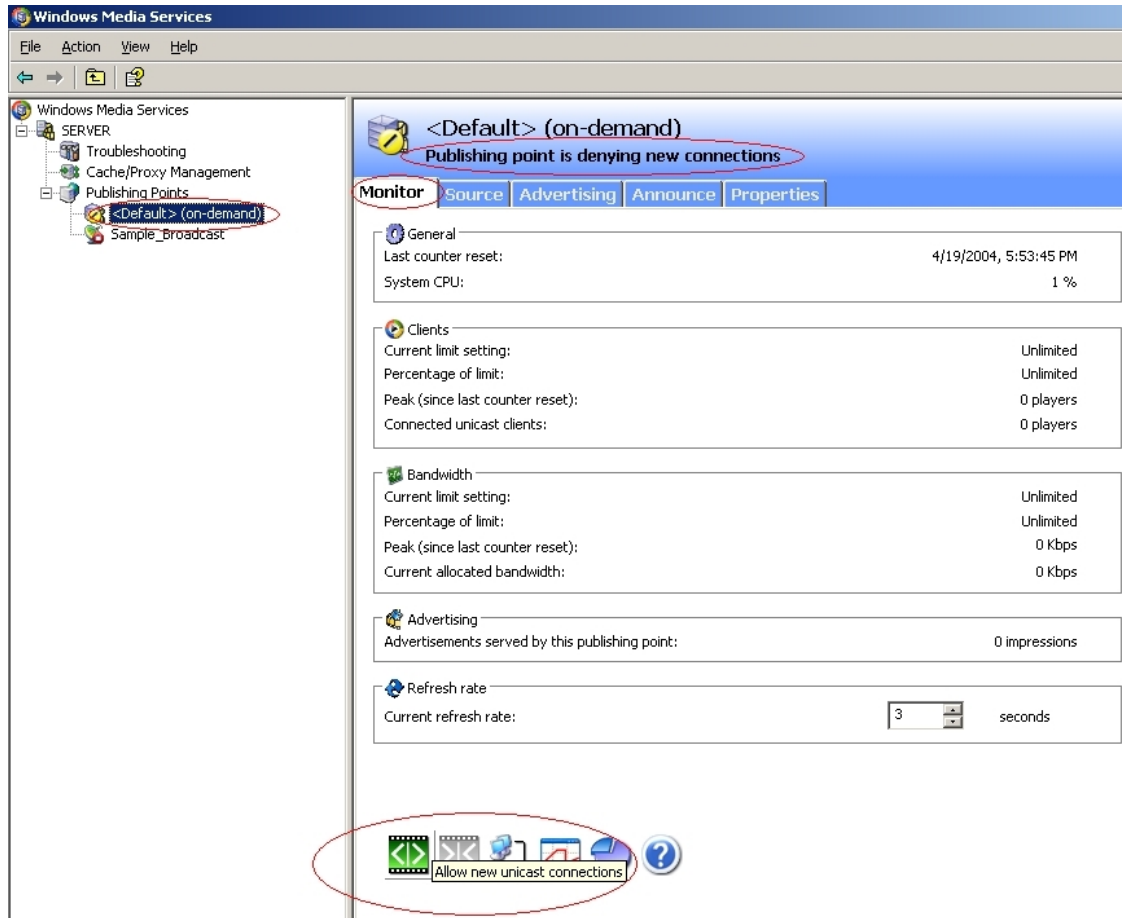 Windows Media Services
File Action View Help
Windows Media Services
SERVER
Troubleshooting
Cache/Proxy Management
Publishing Points
<Default> (on-demand)
Sample_Broadcast
<Default> (on-demand)
Publishing point is denying new connections
Monitor Source Advertising Announce Properties
General
Last counter reset: 4/19/2004, 5:53:45 PM
System CPU: 1 %
Clients
Current limit setting: Unlimited
Percentage of limit: Unlimited
Peak (since last counter reset): 0 players
Connected unicast clients: 0 players
Bandwidth
Current limit setting: Unlimited
Percentage of limit: Unlimited
Peak (since last counter reset): 0 Kbps
Current allocated bandwidth: 0 Kbps
Advertising
Advertisements served by this publishing point: 0 impressions
Refresh rate
Current refresh rate: 3 seconds
Allow new unicast connections